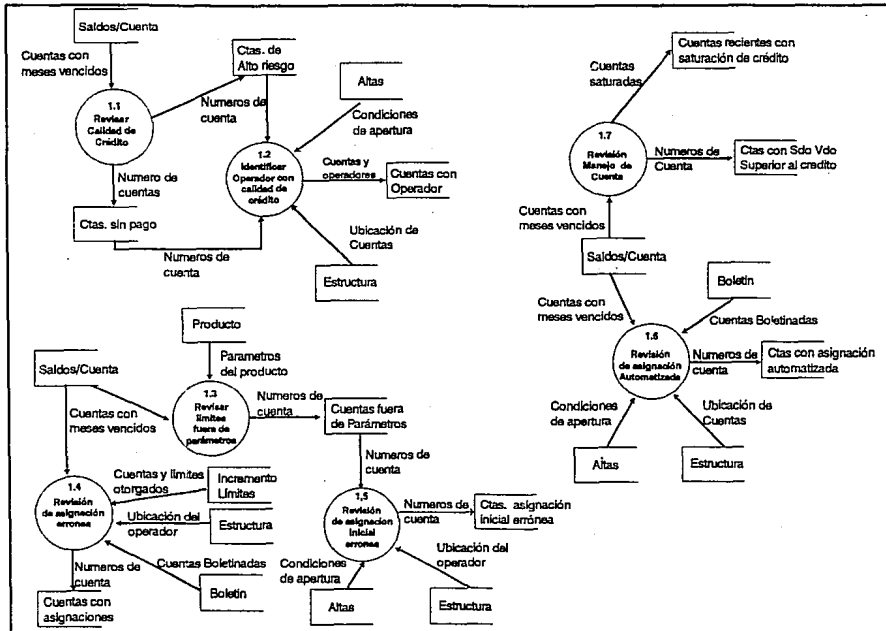 Saldos/Cuenta
Cuentas con
meses vencidos
1.1
Revisar
Calidad de
Crédito
Numero de
cuentas
Ctas. sin pago
Numeros de
cuenta
Ctas. de
Alto riesgo
Numeros de
cuenta
Altas
Condiciones
de apertura
1.2
Identificar
Operador con
calidad de
crédito
Cuentas y
operadores
Cuentas con
Operador
Ubicación de
Cuentas
Estructura
Cuentas
saturadas
Cuentas recientes con
saturación de crédito
1.7
Revisión
Manejo de
Cuenta
Numeros de
Cuenta
Ctas con Sdo Vdo
Superior al credito
Cuentas con
meses vencidos
Saldos/Cuenta
Cuentas con
meses vencidos
Boletin
Cuentas Boletinadas
1.6
Revisión
de asignación
Automatizada
Numeros de
cuenta
Ctas con asignación
automatizada
Condiciones
de apertura
Ubicación de
Cuentas
Altas
Estructura
Producto
Parametros
del producto
Saldos/Cuenta
Cuentas con
meses vencidos
1.3
Revisar
limites
fuera de
parámetros
Numeros de
cuenta
Cuentas fuera
de Parámetros
Numeros de
cuenta
1.4
Revisión
de asignación
erronea
Cuentas y límites
otorgados
Incremento
Límites
Ubicación del
operador
Estructura
Cuentas Boletinadas
Boletín
Numeros de
cuenta
Cuentas con
asignaciones
1.5
Revisión
de asignacion
Inicial
erronea
Numeros de
cuenta
Ctas. asignación
inicial errónea
Condiciones
de apertura
Ubicación del
operador
Altas
Estructura